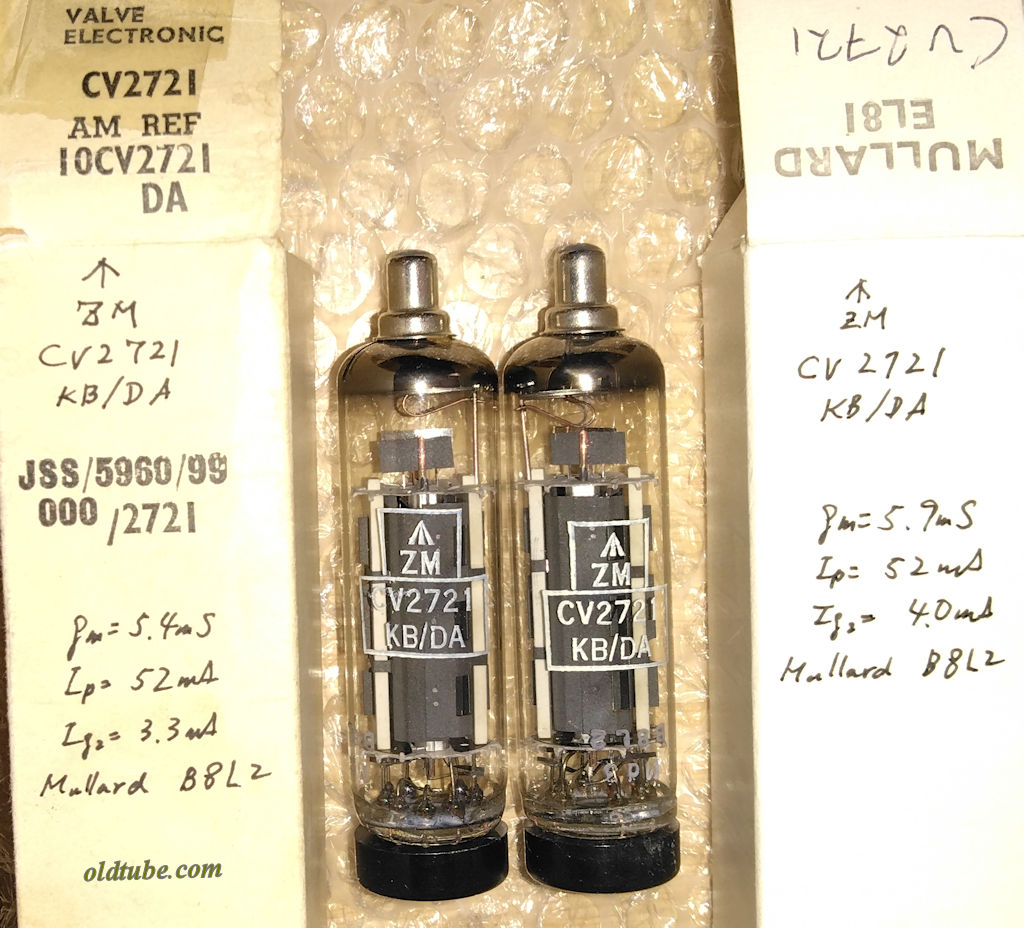 VALVE
ELECTRONIC
CV2721
AM REF
10CV2721
DA
↑
ZM
CV2721
KB/DA
JSS/5960/99
000/2721
gm=5.4mS
Ip= 52mA
Ig2= 3.3mA
Mullard B8L2
oldtube.com
ZM
CV2721
KB/DA
ZM
CV2721
KB/DA
CV2721
MULLARD
EL81
↑
ZM
CV2721
KB/DA
gm=5.9mS
Ip= 52mA
Ig2= 4.0mA
Mullard B8L2